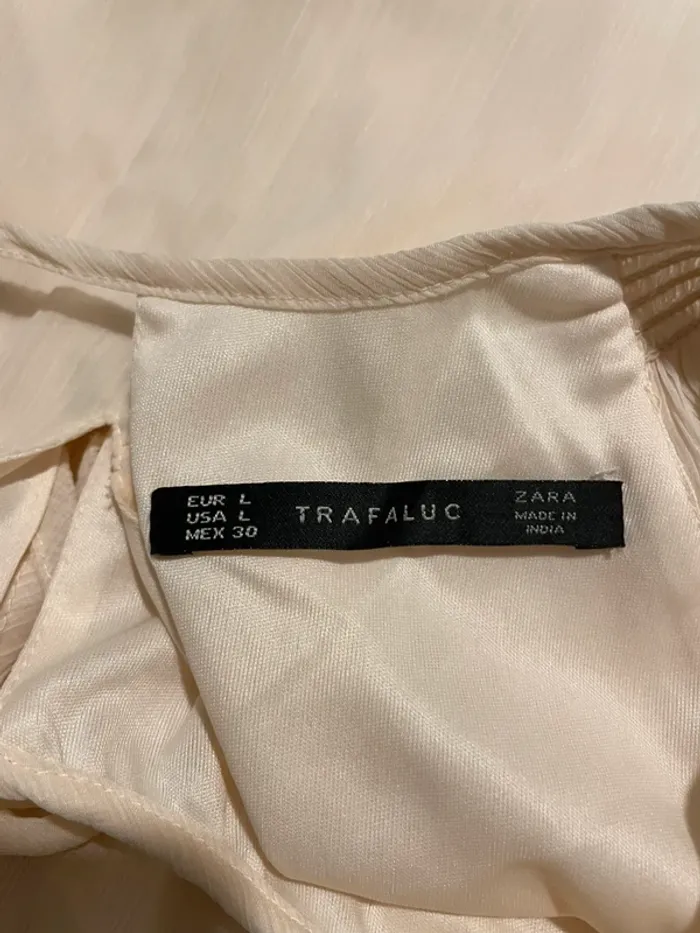 EUR L
USA L
MEX 30
TRAFALUC
ZARA
MADE IN
INDIA